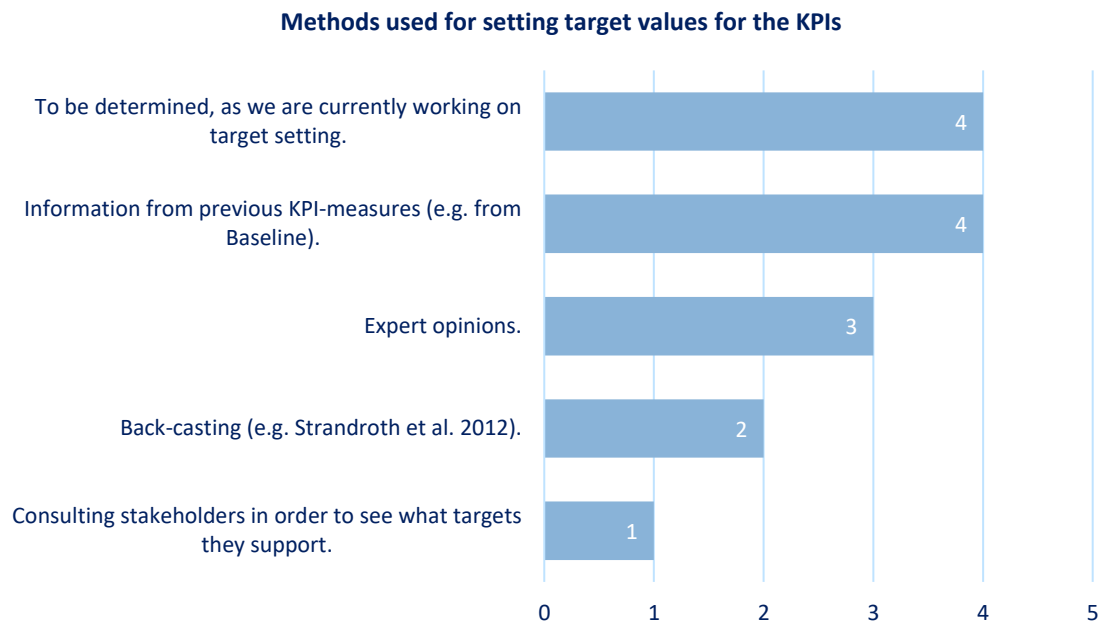 Methods used for setting target values for the KPIs
To be determined, as we are currently working on
target setting.
4
Information from previous KPI-measures (e.g. from
Baseline).
4
Expert opinions.
3
Back-casting (e.g. Strandroth et al. 2012).
2
Consulting stakeholders in order to see what targets
they support.
1
0 1 2 3 4 5